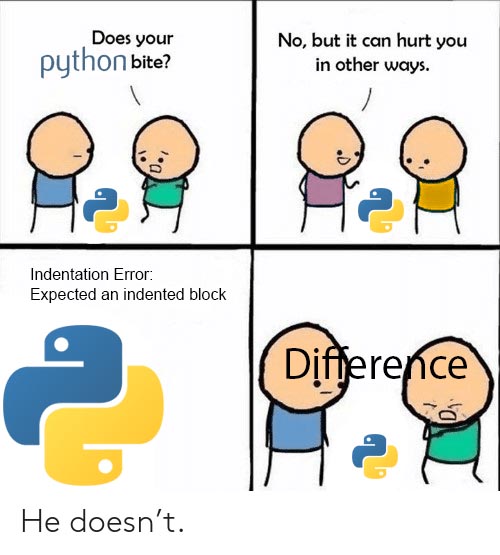 Does your
python bite?
No, but it can hurt you
in other ways.
Indentation Error:
Expected an indented block
Difference
He doesn't.